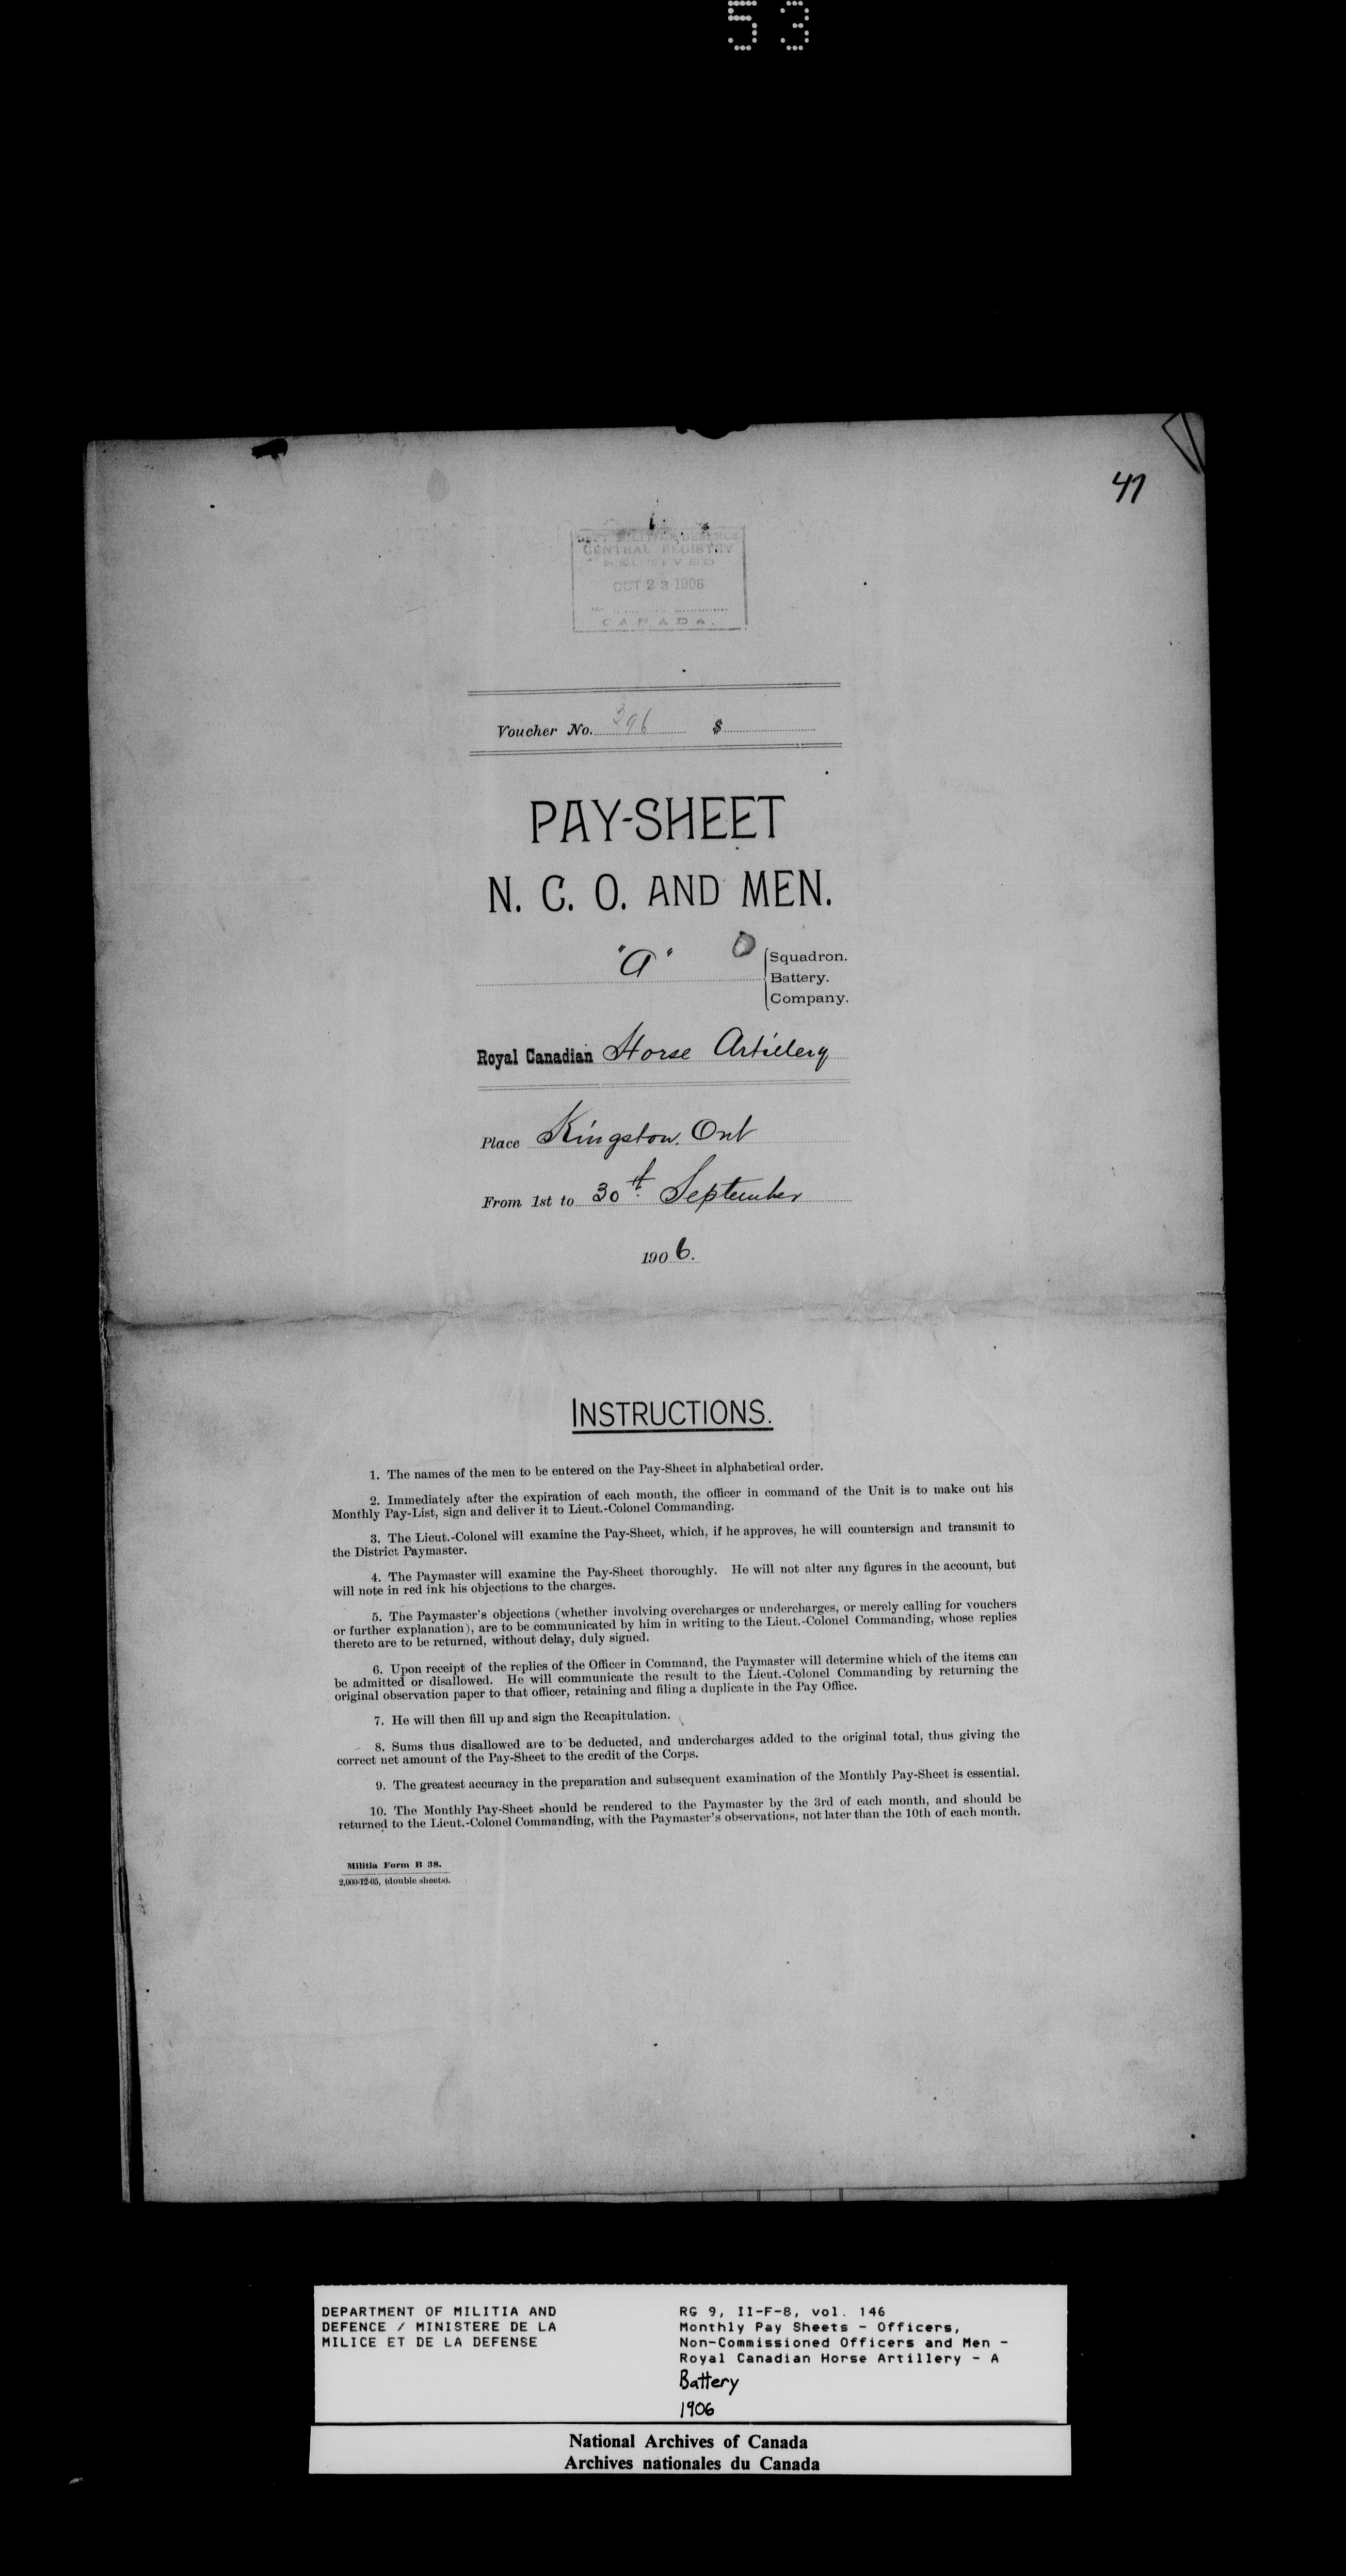 53
47
CENTRAL REGISTRY
RECEIVED
OCT 23 1906
CANADA.
Voucher No. 396 $
PAY-SHEET
N. C. O. AND MEN.
"A"
Squadron.
Battery.
Company.
Royal Canadian Horse Artillery
Place Kingston. Ont
From 1st to 30th September
1906.
INSTRUCTIONS.
1. The names of the men to be entered on the Pay-Sheet in alphabetical order.
2. Immediately after the expiration of each month, the officer in command of the Unit is to make out his
Monthly Pay-List, sign and deliver it to Lieut.-Colonel Commanding.
3. The Lieut.-Colonel will examine the Pay-Sheet, which, if he approves, he will countersign and transmit to
the District Paymaster.
4. The Paymaster will examine the Pay-Sheet thoroughly. He will not alter any figures in the account, but
will note in red ink his objections to the charges.
5. The Paymaster's objections (whether involving overcharges or undercharges, or merely calling for vouchers
or further explanation), are to be communicated by him in writing to the Lieut.-Colonel Commanding, whose replies
thereto are to be returned, without delay, duly signed.
6. Upon receipt of the replies of the Officer in Command, the Paymaster will determine which of the items can
be admitted or disallowed. He will communicate the result to the Lieut.-Colonel Commanding by returning the
original observation paper to that officer, retaining and filing a duplicate in the Pay Office.
7. He will then fill up and sign the Recapitulation.
8. Sums thus disallowed are to be deducted, and undercharges added to the original total, thus giving the
correct net amount of the Pay-Sheet to the credit of the Corps.
9. The greatest accuracy in the preparation and subsequent examination of the Monthly Pay-Sheet is essential.
10. The Monthly Pay-Sheet should be rendered to the Paymaster by the 3rd of each month, and should be
returned to the Lieut.-Colonel Commanding, with the Paymaster's observations, not later than the 10th of each month.
Militia Form B 38.
2,000-12-05, (double sheets).
DEPARTMENT OF MILITIA AND
DEFENCE / MINISTERE DE LA
MILICE ET DE LA DEFENSE
RG 9, II-F-8, vol. 146
Monthly Pay Sheets - Officers,
Non-Commissioned Officers and Men -
Royal Canadian Horse Artillery - A
Battery
1906
National Archives of Canada
Archives nationales du Canada